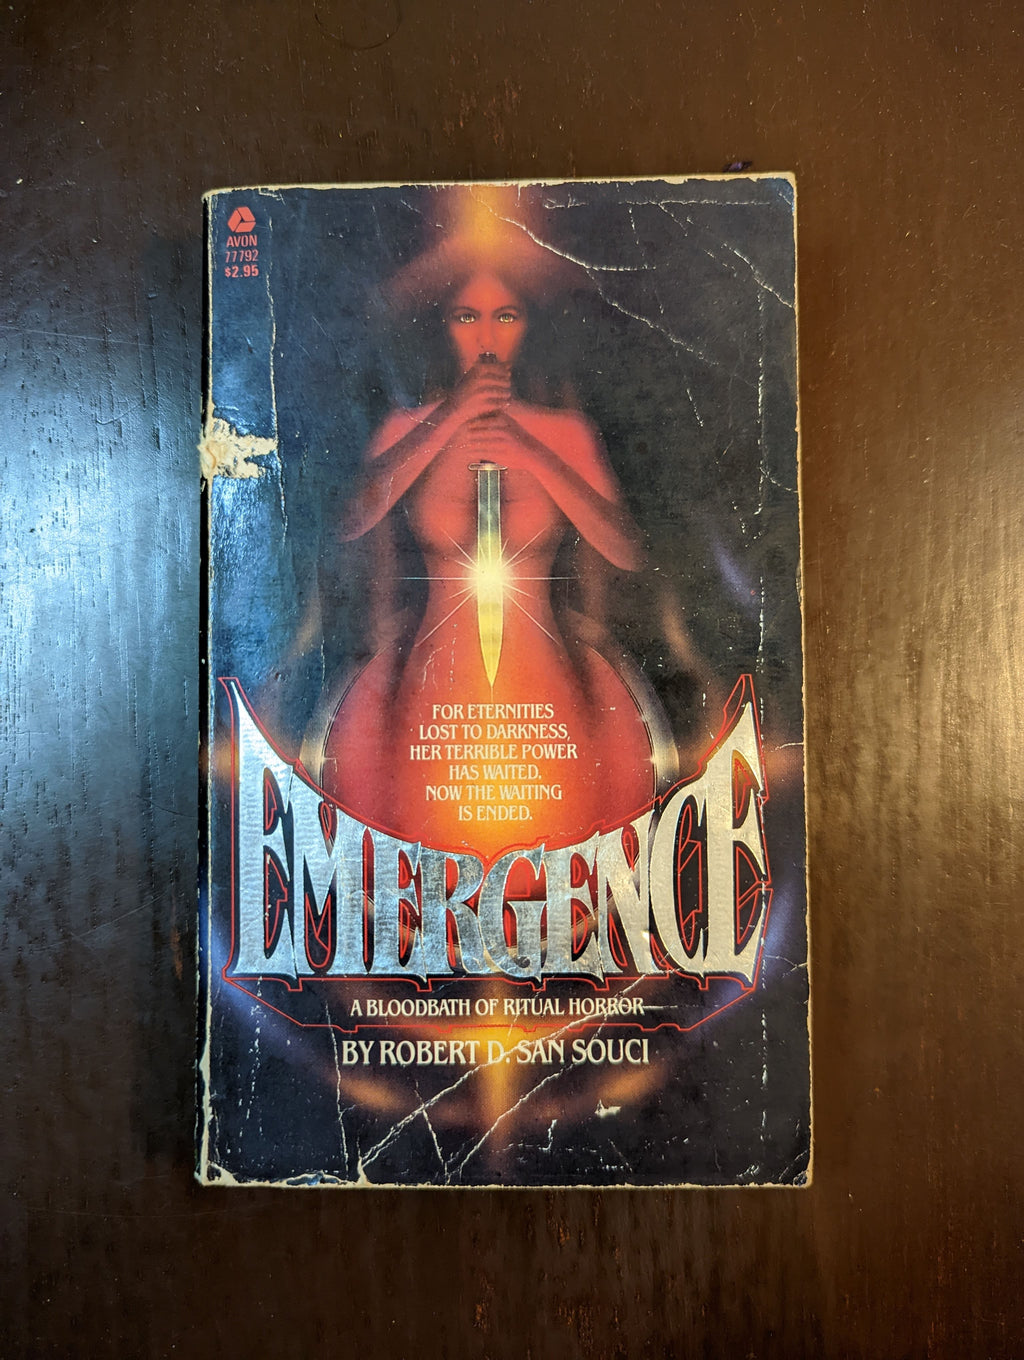 AVON
77792
$2.95
FOR ETERNITIES
LOST TO DARKNESS,
HER TERRIBLE POWER
HAS WAITED.
NOW THE WAITING
IS ENDED.
EMERGENCE
A BLOODBATH OF RITUAL HORROR
BY ROBERT D. SAN SOUCI